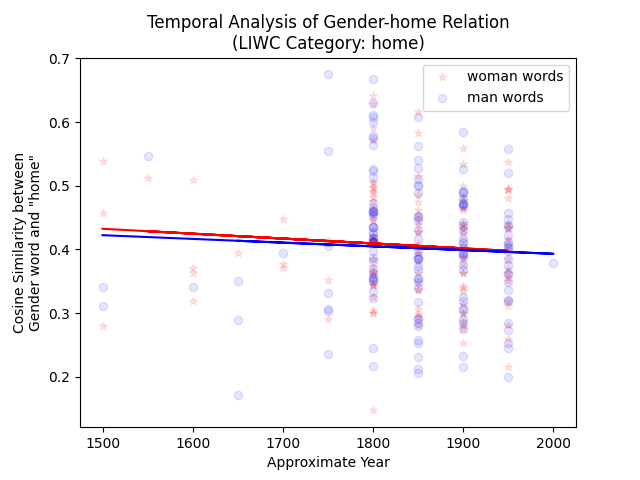 Temporal Analysis of Gender-home Relation
(LIWC Category: home)
woman words
man words
Cosine Similarity between
Gender word and "home"
0.7
0.6
0.5
0.4
0.3
0.2
1500
1600
1700
1800
1900
2000
Approximate Year